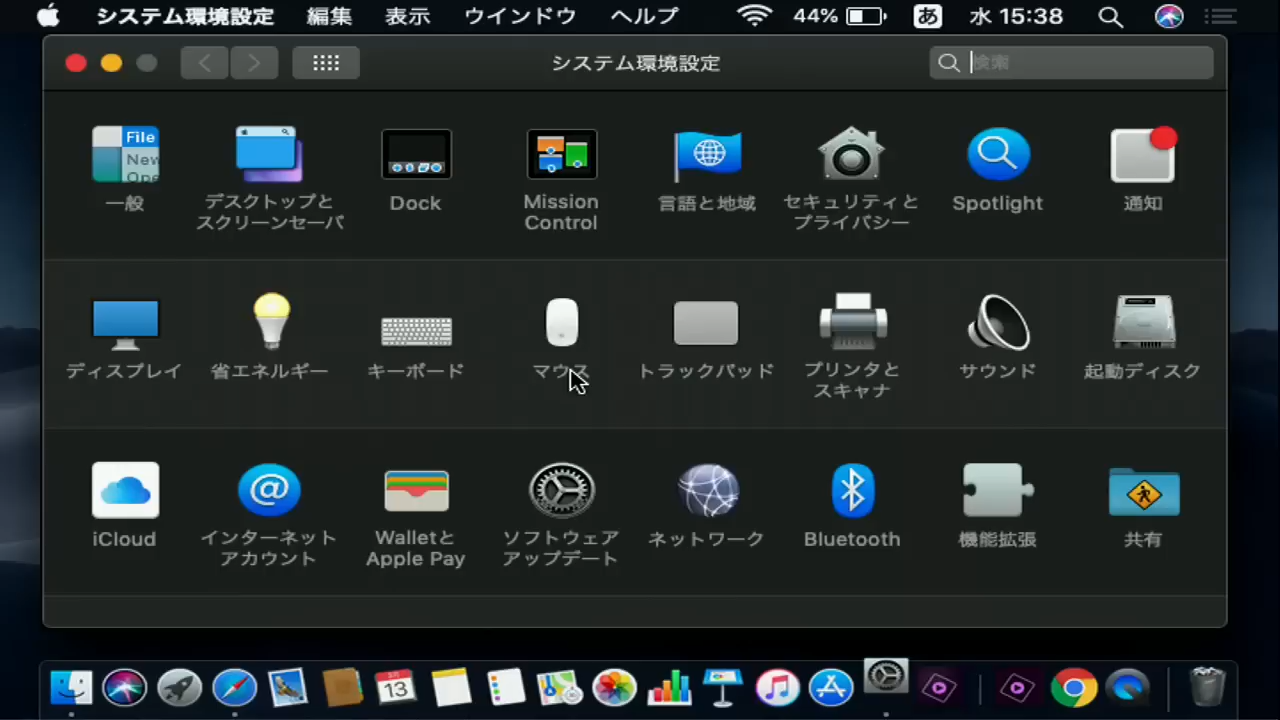 システム環境設定 編集 表示 ウインドウ ヘルプ 44% あ 水 15:38
システム環境設定
検索
File
New
Ope
一般
デスクトップと
スクリーンセーバ
Dock
Mission
Control
言語と地域
セキュリティと
プライバシー
Spotlight
通知
ディスプレイ
省エネルギー
キーボード
マウス
トラックパッド
プリンタと
スキャナ
サウンド
起動ディスク
iCloud
@
インターネット
アカウント
Walletと
Apple Pay
ソフトウェア
アップデート
ネットワーク
Bluetooth
機能拡張
共有
13